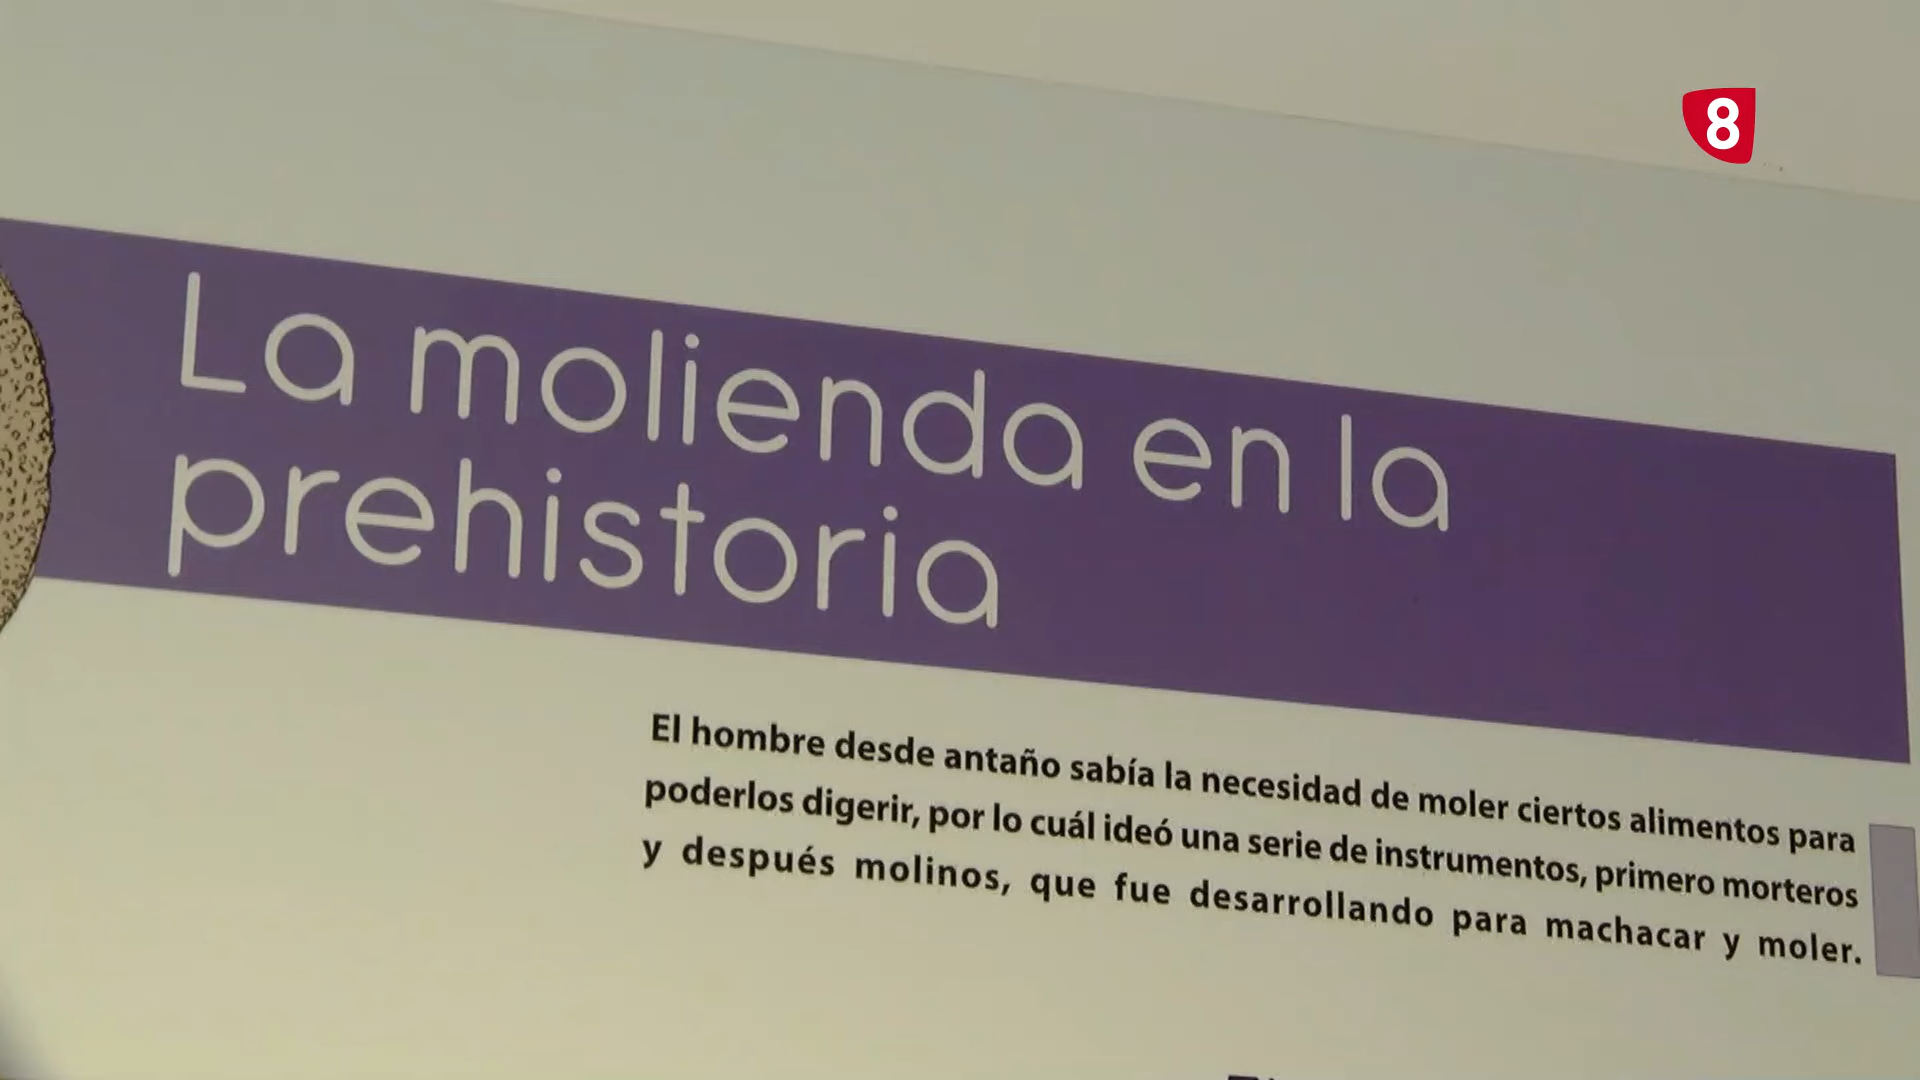 8
La molienda en la
prehistoria
El hombre desde antaño sabía la necesidad de moler ciertos alimentos para
poderlos digerir, por lo cuál ideó una serie de instrumentos, primero morteros
y después molinos, que fue desarrollando para machacar y moler.